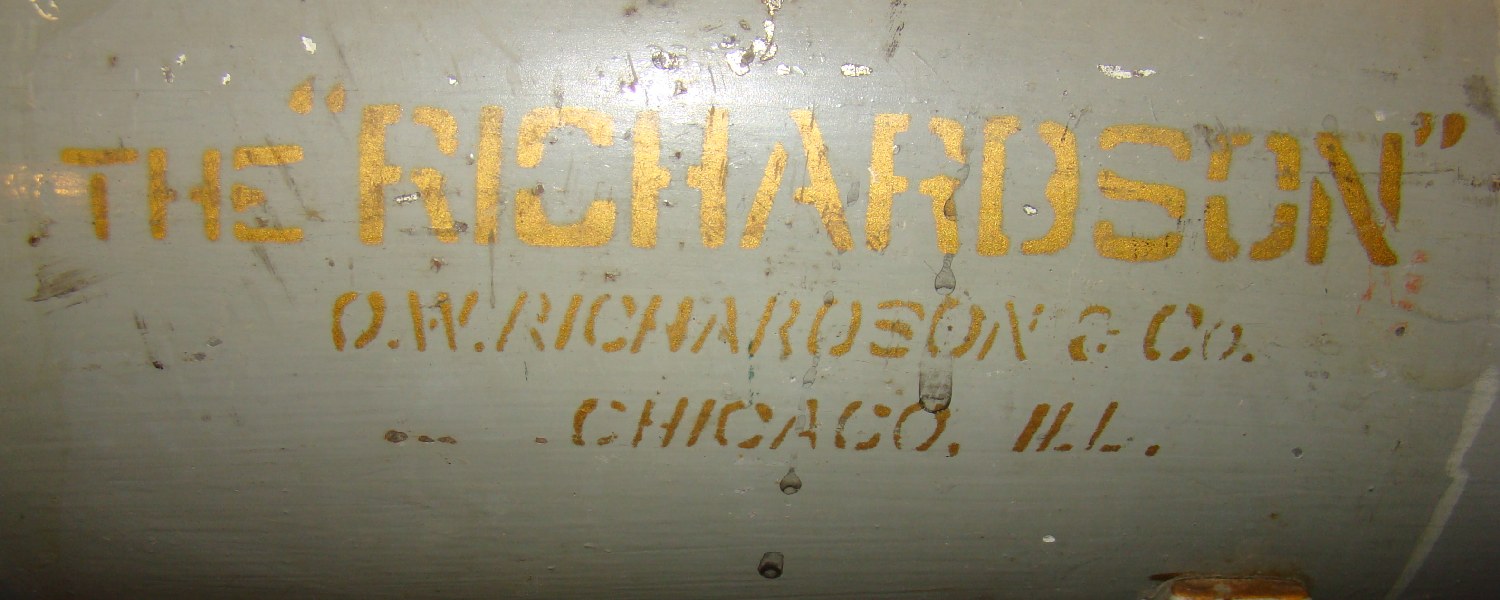 THE "RICHARDSON"
O.W. RICHARDSON & Co.
CHICAGO, ILL.